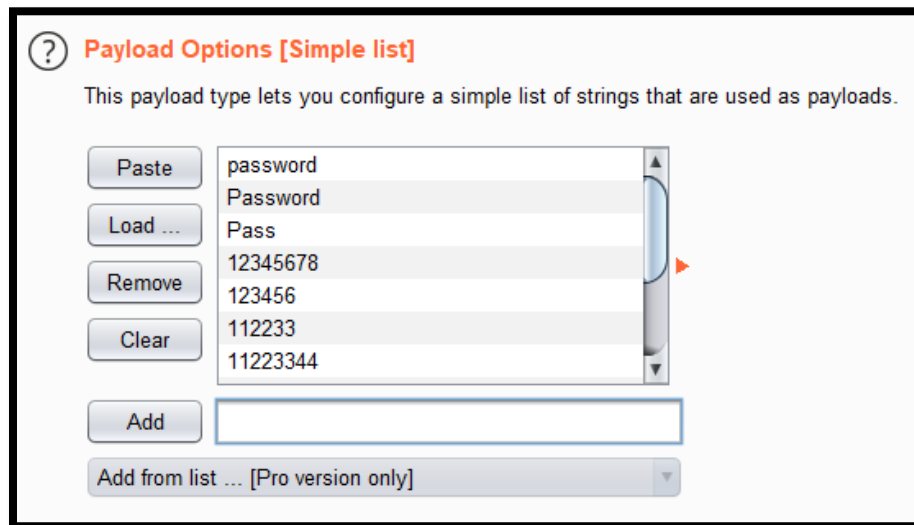 ?
Payload Options [Simple list]
This payload type lets you configure a simple list of strings that are used as payloads.
Paste
password
Password
Load ...
Pass
12345678
Remove
123456
112233
Clear
11223344
Add
Add from list ... [Pro version only]